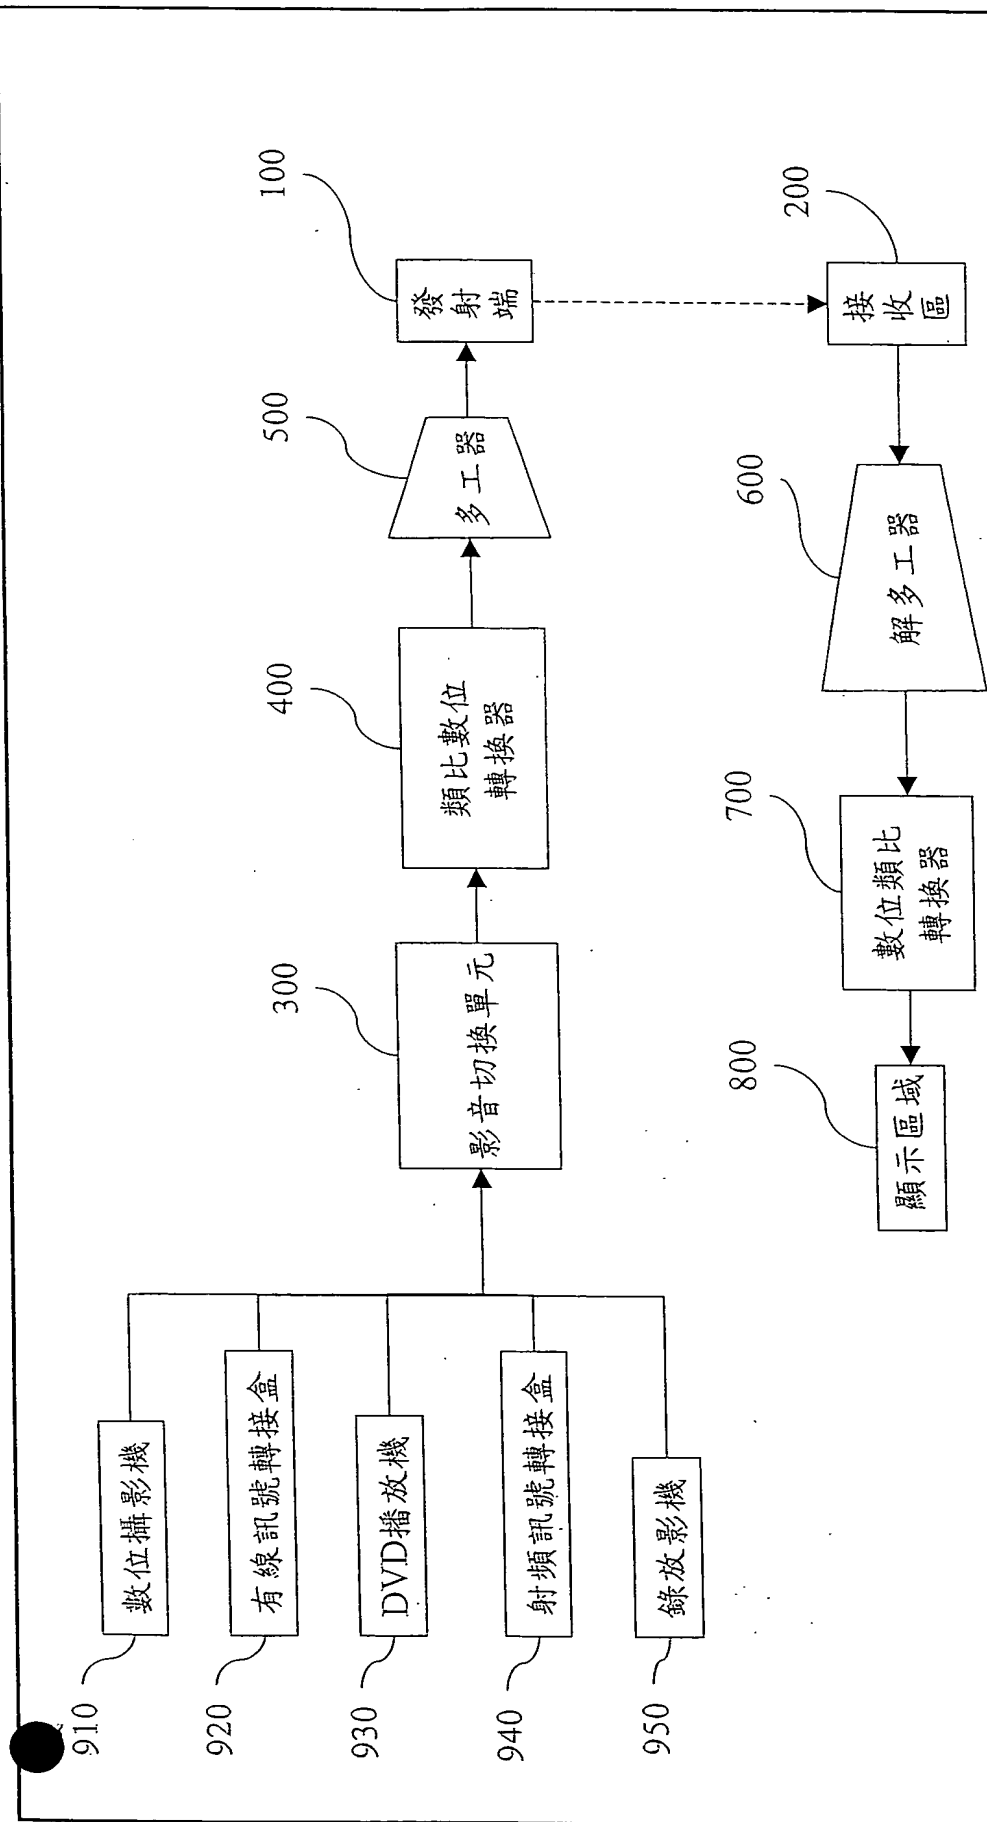 910
數位攝影機
920
有線訊號轉接盒
930
DVD播放機
940
射頻訊號轉接盒
950
錄放影機
300
影音切換單元
400
類比數位
轉換器
500
多工器
100
發射端
200
接收區
600
解多工器
700
數位類比
轉換器
800
顯示區域